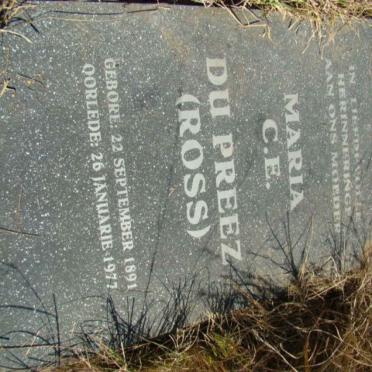 IN LIEFDEVOLLE
HERINNERING
AAN ONS MOEDER
MARIA
C.E.
DU PREEZ
(ROSS)
GEBORE: 22 SEPTEMBER 1891
OORLEDE: 26 JANUARIE 1977